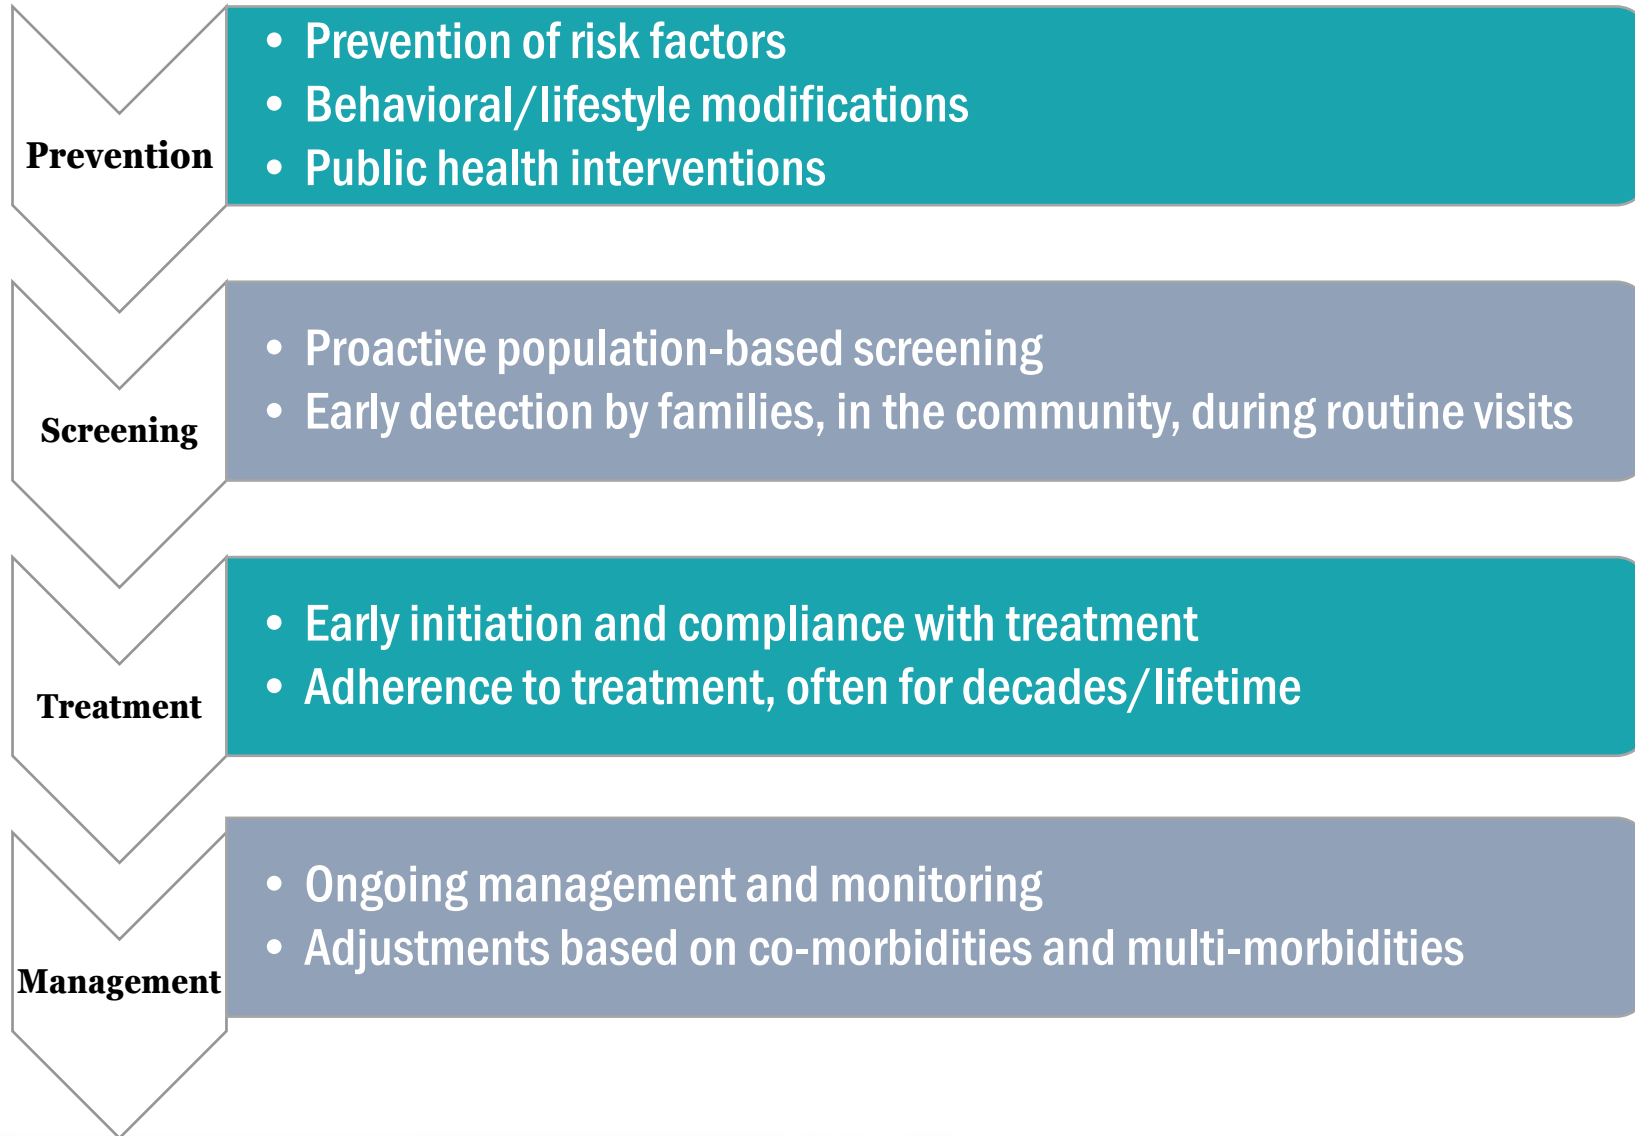 Prevention
• Prevention of risk factors
• Behavioral/lifestyle modifications
• Public health interventions
Screening
• Proactive population-based screening
• Early detection by families, in the community, during routine visits
Treatment
• Early initiation and compliance with treatment
• Adherence to treatment, often for decades/lifetime
Management
• Ongoing management and monitoring
• Adjustments based on co-morbidities and multi-morbidities